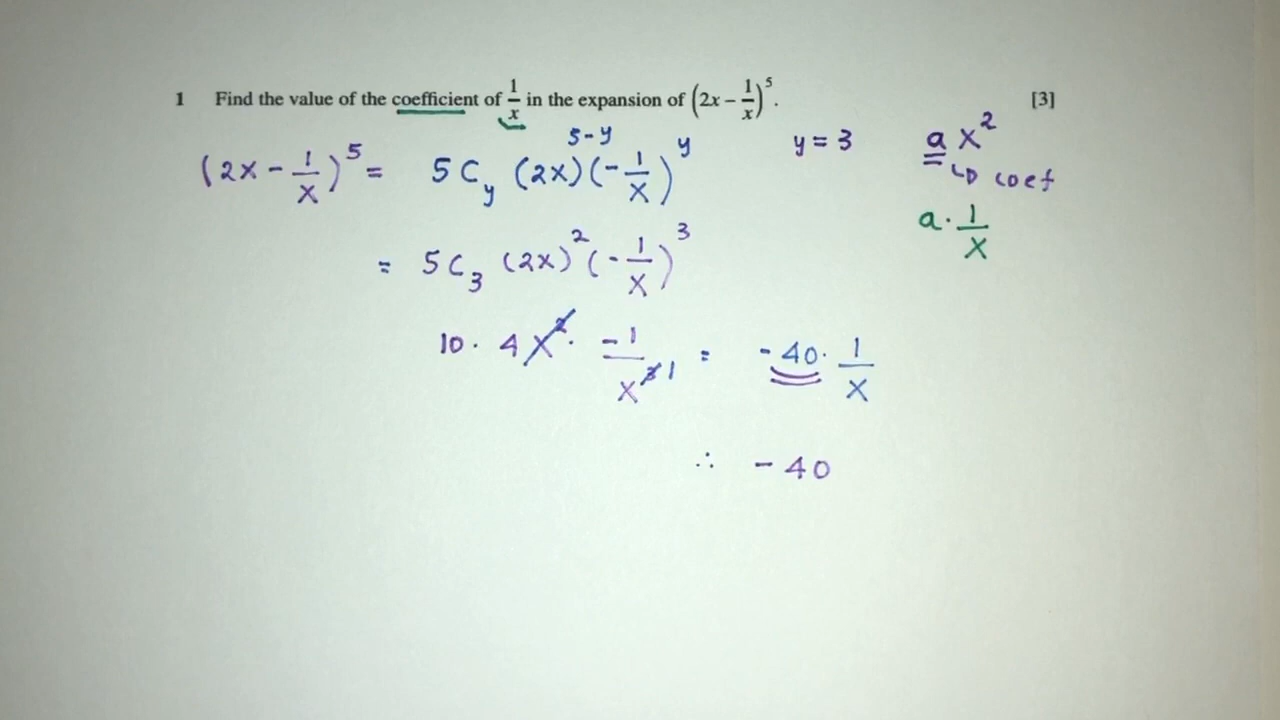 1 Find the value of the coefficient of 1/x in the expansion of (2x − 1/x)^5. [3]
(2x - 1/x)^5 = 5C_y (2x)^(5-y) (-1/x)^y y = 3 a x^2
↳ coef
a · 1/x
= 5C_3 (2x)^2 (-1/x)^3
10 · 4x^2 · -1/x^3 1 = -40 · 1/x
∴ -40